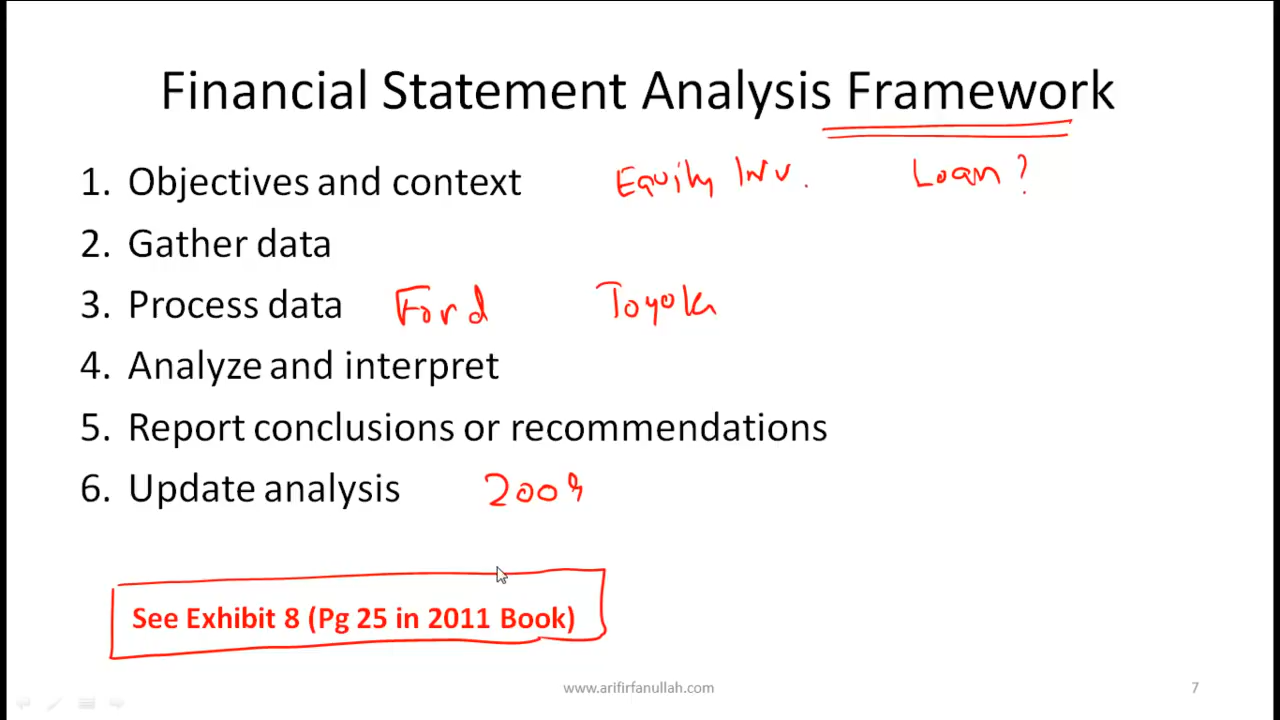 Financial Statement Analysis Framework
1. Objectives and context Equity Inv. Loan?
2. Gather data
3. Process data Ford Toyota
4. Analyze and interpret
5. Report conclusions or recommendations
6. Update analysis 2009
See Exhibit 8 (Pg 25 in 2011 Book)
www.arifirfanullah.com 7